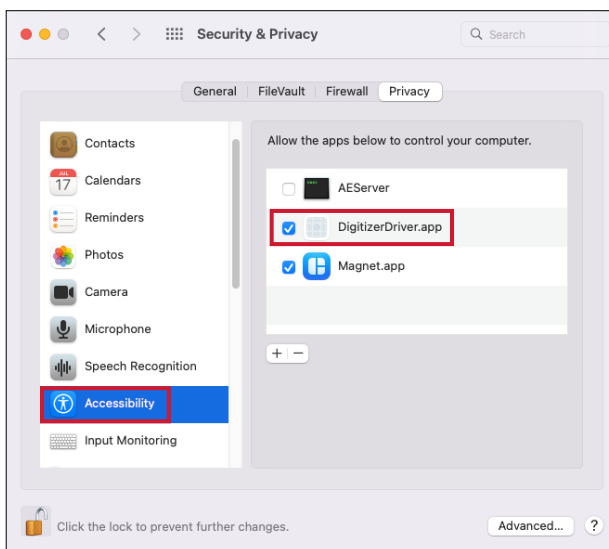 Security & Privacy
Search
General FileVault Firewall Privacy
Contacts
JUL
17
Calendars
Reminders
Photos
Camera
Microphone
Speech Recognition
Accessibility
Input Monitoring
Allow the apps below to control your computer.
AEServer
DigitizerDriver.app
Magnet.app
+ −
Click the lock to prevent further changes.
Advanced... ?